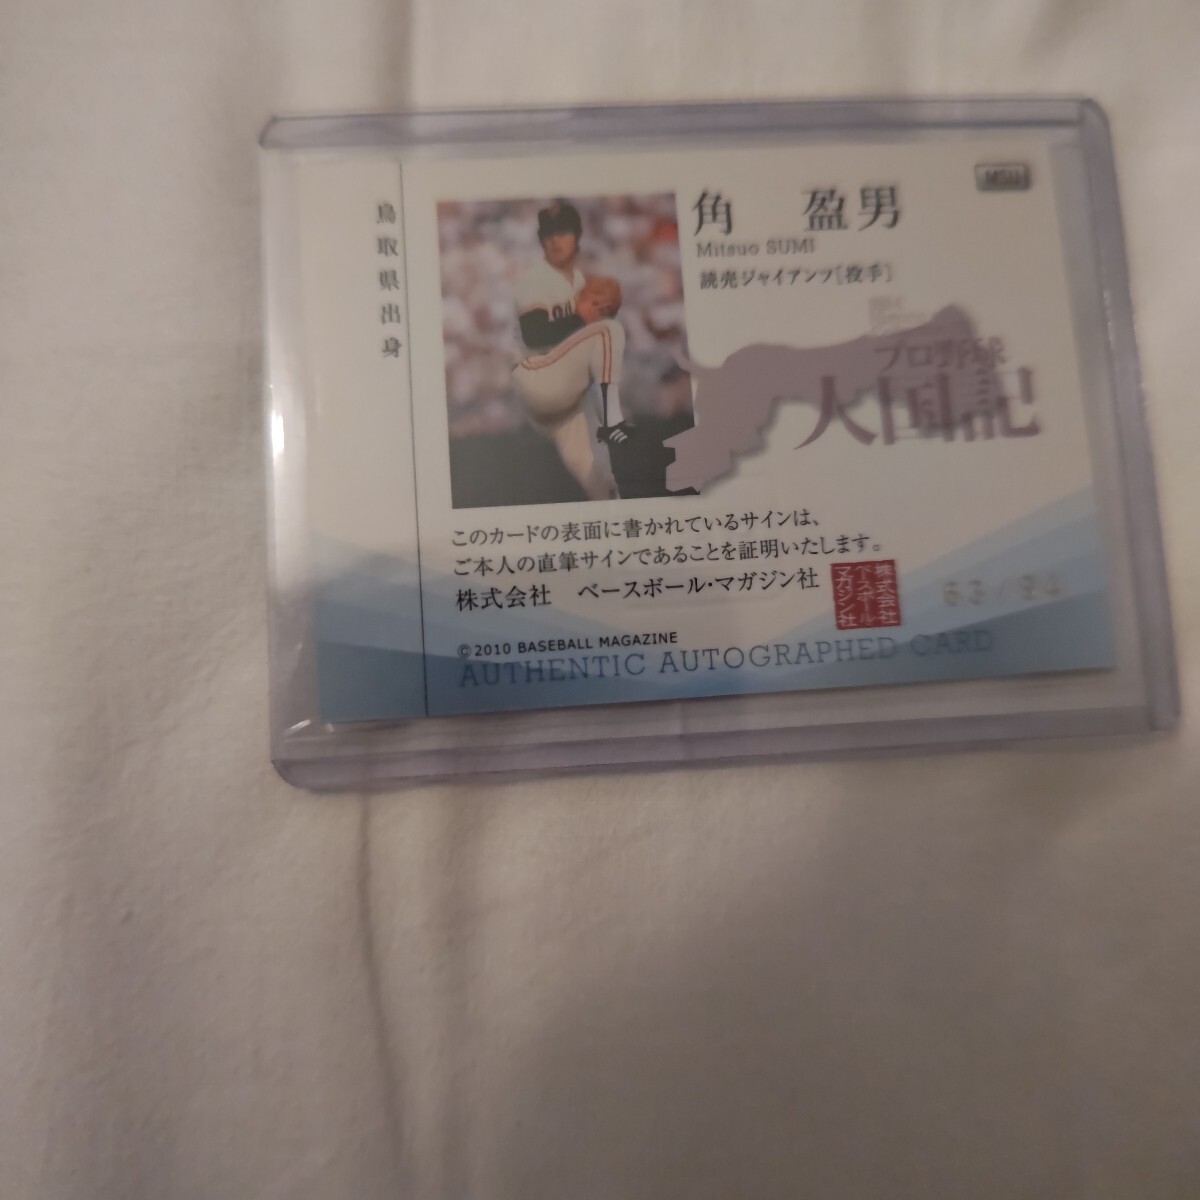 鳥取県出身
角 盈男
MSU
Mitsuo SUMI
読売ジャイアンツ[投手]
プロ野球
人国記
このカードの表面に書かれているサインは、
ご本人の直筆サインであることを証明いたします。
株式会社 ベースボール・マガジン社
株式会社
ベースボール
マガジン社
63/94
©2010 BASEBALL MAGAZINE
AUTHENTIC AUTOGRAPHED CARD